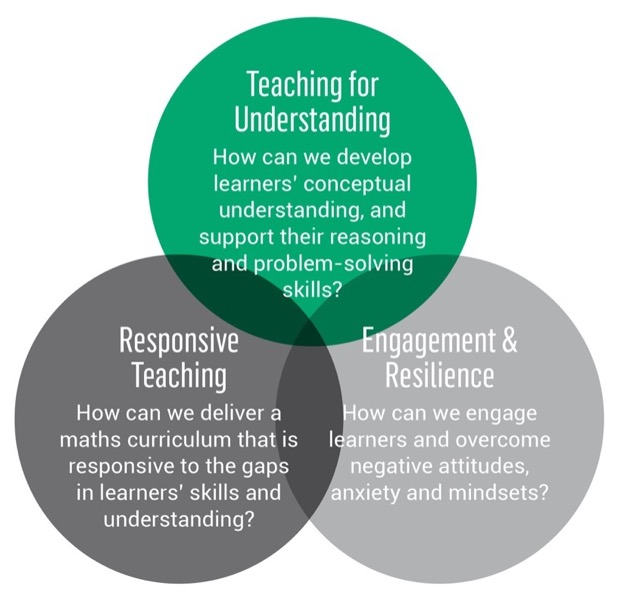 Teaching for
Understanding
How can we develop
learners' conceptual
understanding, and
support their reasoning
and problem-solving
skills?
Responsive
Teaching
How can we deliver a
maths curriculum that is
responsive to the gaps
in learners' skills and
understanding?
Engagement &
Resilience
How can we engage
learners and overcome
negative attitudes,
anxiety and mindsets?